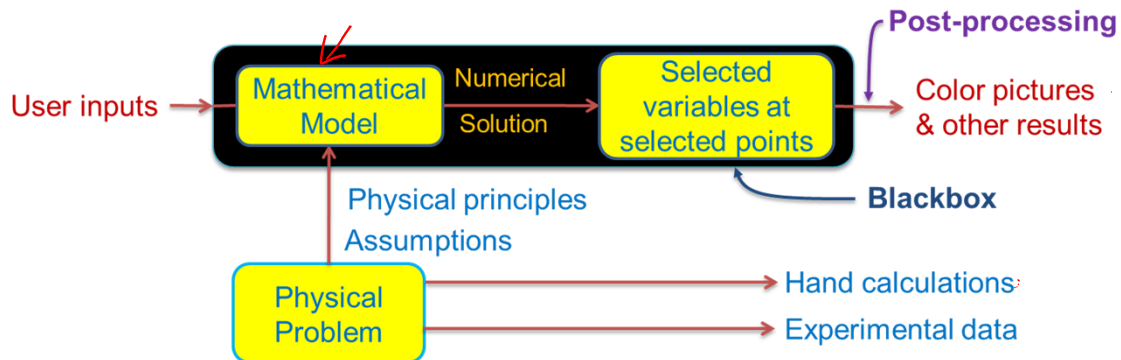 Post-processing
User inputs
Mathematical
Model
Numerical
Solution
Selected
variables at
selected points
Color pictures
& other results
Physical principles
Assumptions
Blackbox
Physical
Problem
Hand calculations
Experimental data